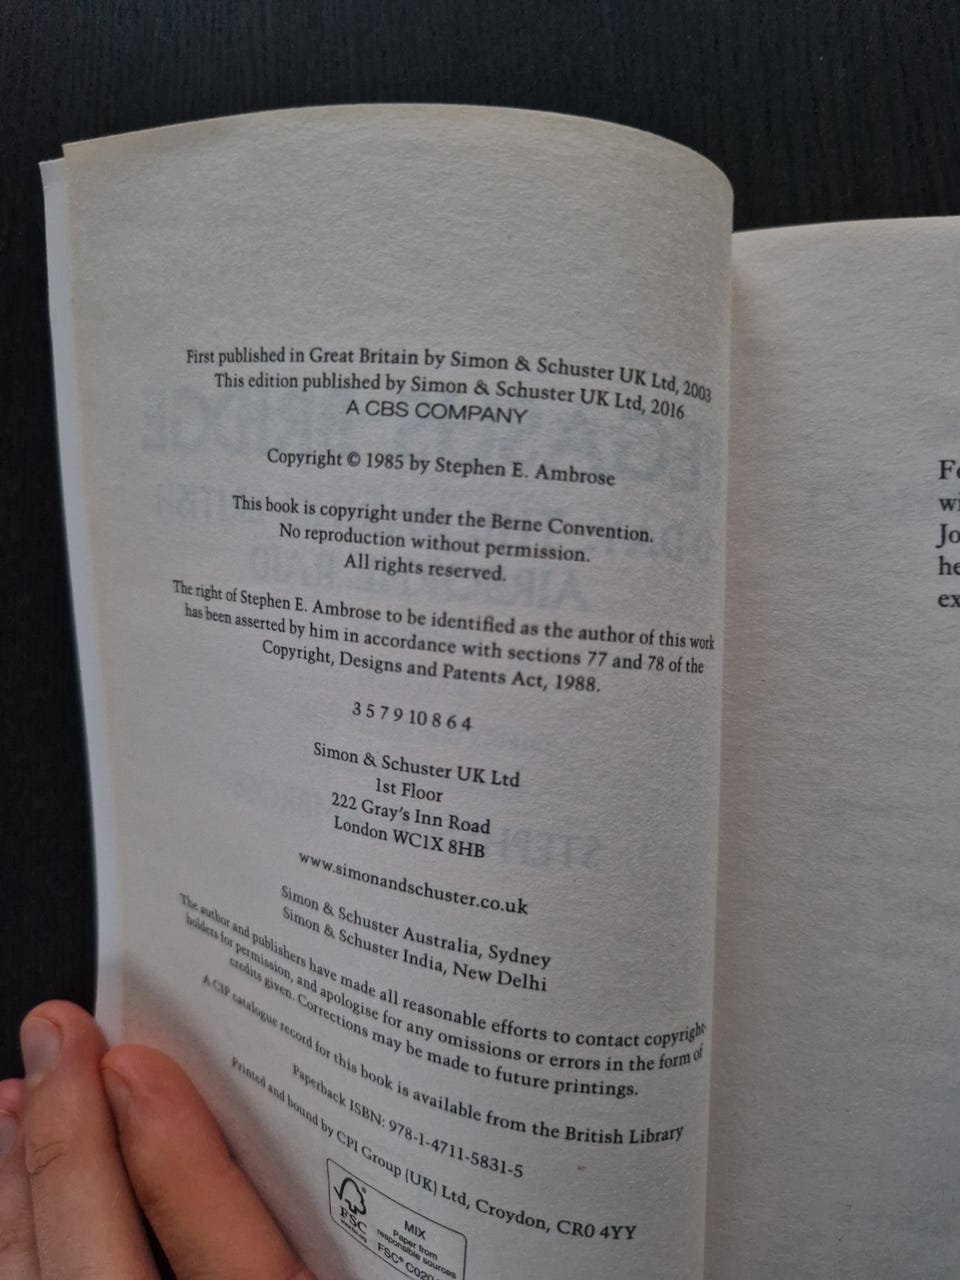 First published in Great Britain by Simon & Schuster UK Ltd, 2003
This edition published by Simon & Schuster UK Ltd, 2016
A CBS COMPANY
Copyright © 1985 by Stephen E. Ambrose
This book is copyright under the Berne Convention.
No reproduction without permission.
All rights reserved.
The right of Stephen E. Ambrose to be identified as the author of this work
has been asserted by him in accordance with sections 77 and 78 of the
Copyright, Designs and Patents Act, 1988.
3 5 7 9 10 8 6 4
Simon & Schuster UK Ltd
1st Floor
222 Gray's Inn Road
London WC1X 8HB
www.simonandschuster.co.uk
Simon & Schuster Australia, Sydney
Simon & Schuster India, New Delhi
The author and publishers have made all reasonable efforts to contact copyright-
holders for permission, and apologise for any omissions or errors in the form of
credits given. Corrections may be made to future printings.
A CIP catalogue record for this book is available from the British Library
Paperback ISBN: 978-1-4711-5831-5
Printed and bound by CPI Group (UK) Ltd, Croydon, CR0 4YY
FSC
MIX
Paper from
responsible sources
FSC® C020
Fo
wi
Jo
he
ex